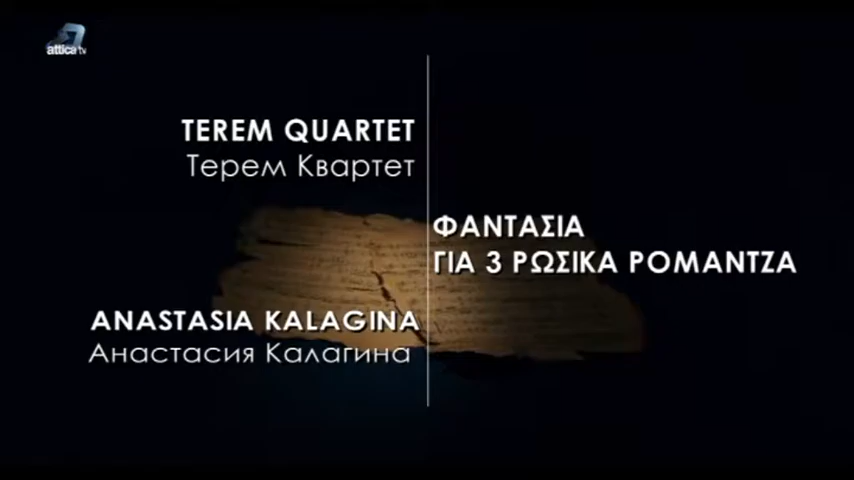 attica tv
TEREM QUARTET
Терем Квартет
ΦΑΝΤΑΣΙΑ
ΓΙΑ 3 ΡΩΣΙΚΑ ΡΟΜΑΝΤΖΑ
ANASTASIA KALAGINA
Анастасия Калагина